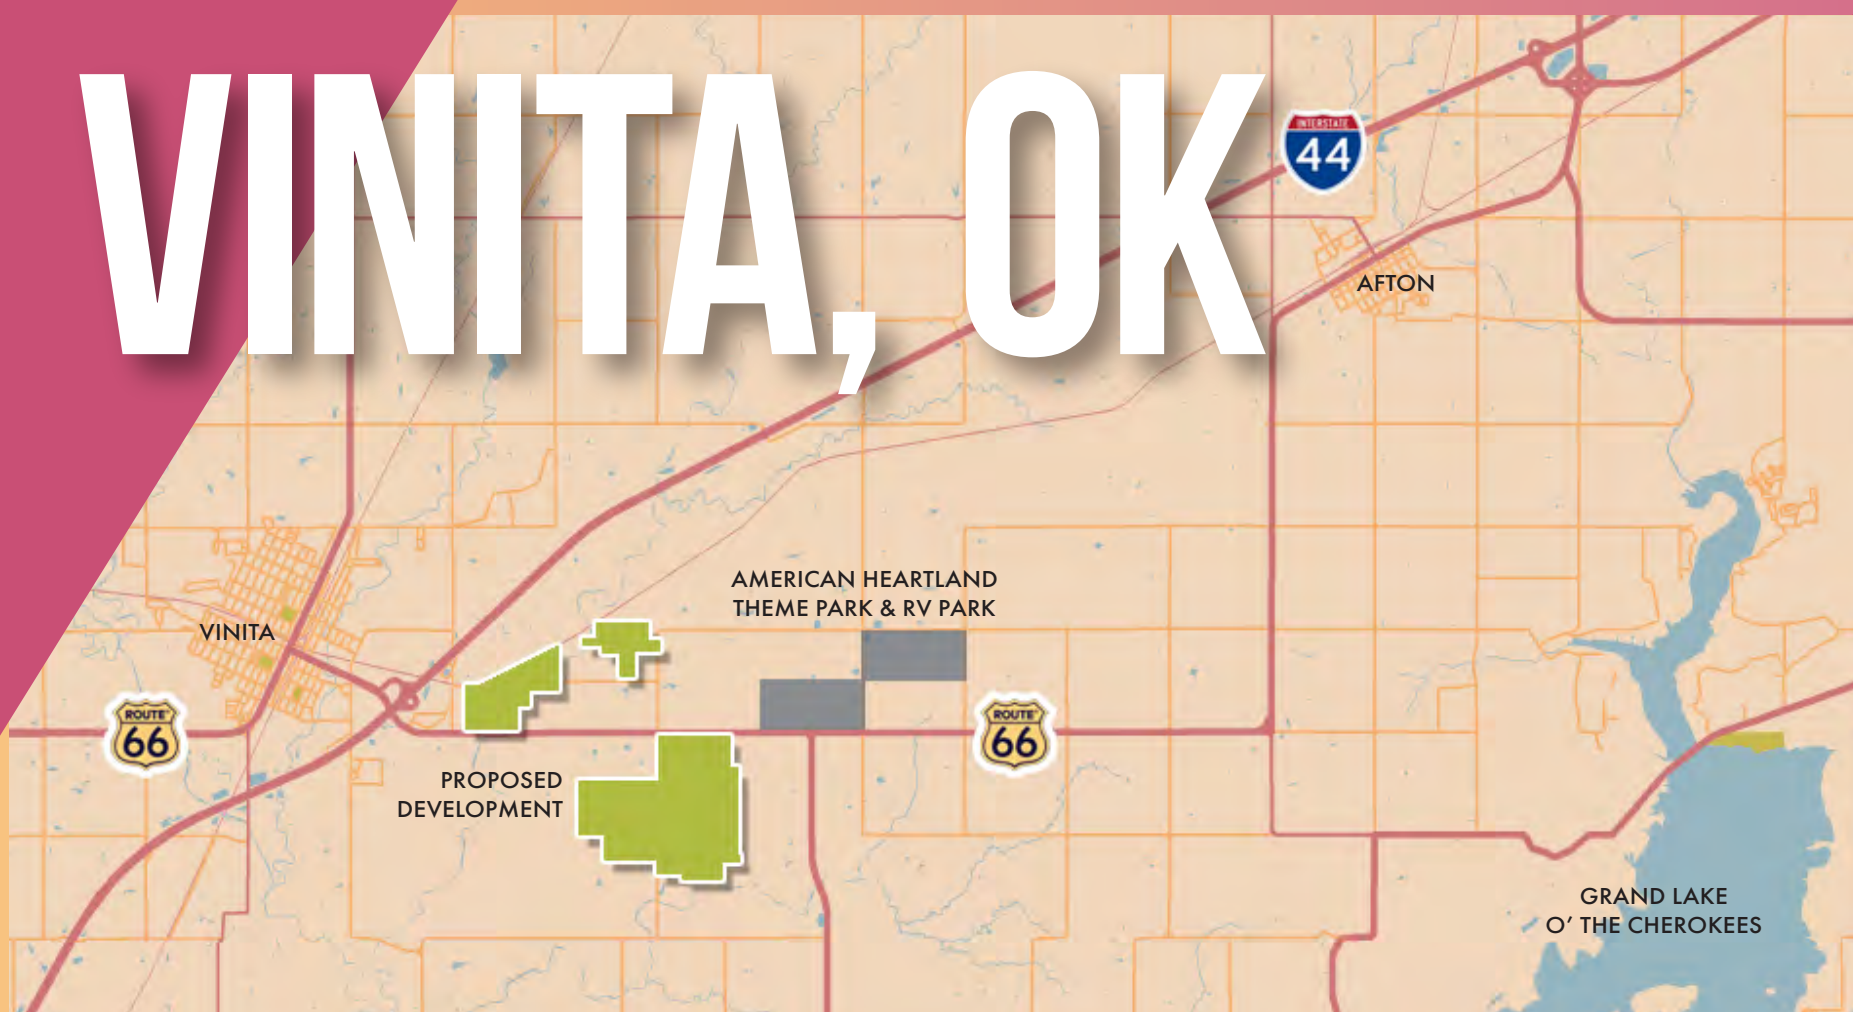 VINITA, OK
INTERSTATE
44
AFTON
AMERICAN HEARTLAND
THEME PARK & RV PARK
VINITA
ROUTE
66
ROUTE
66
PROPOSED
DEVELOPMENT
GRAND LAKE
O’ THE CHEROKEES